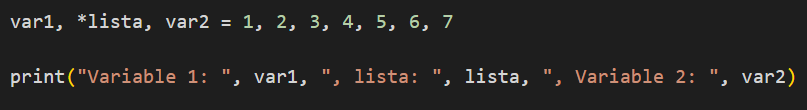 var1, *lista, var2 = 1, 2, 3, 4, 5, 6, 7
print("Variable 1: ", var1, ", lista: ", lista, ", Variable 2: ", var2)